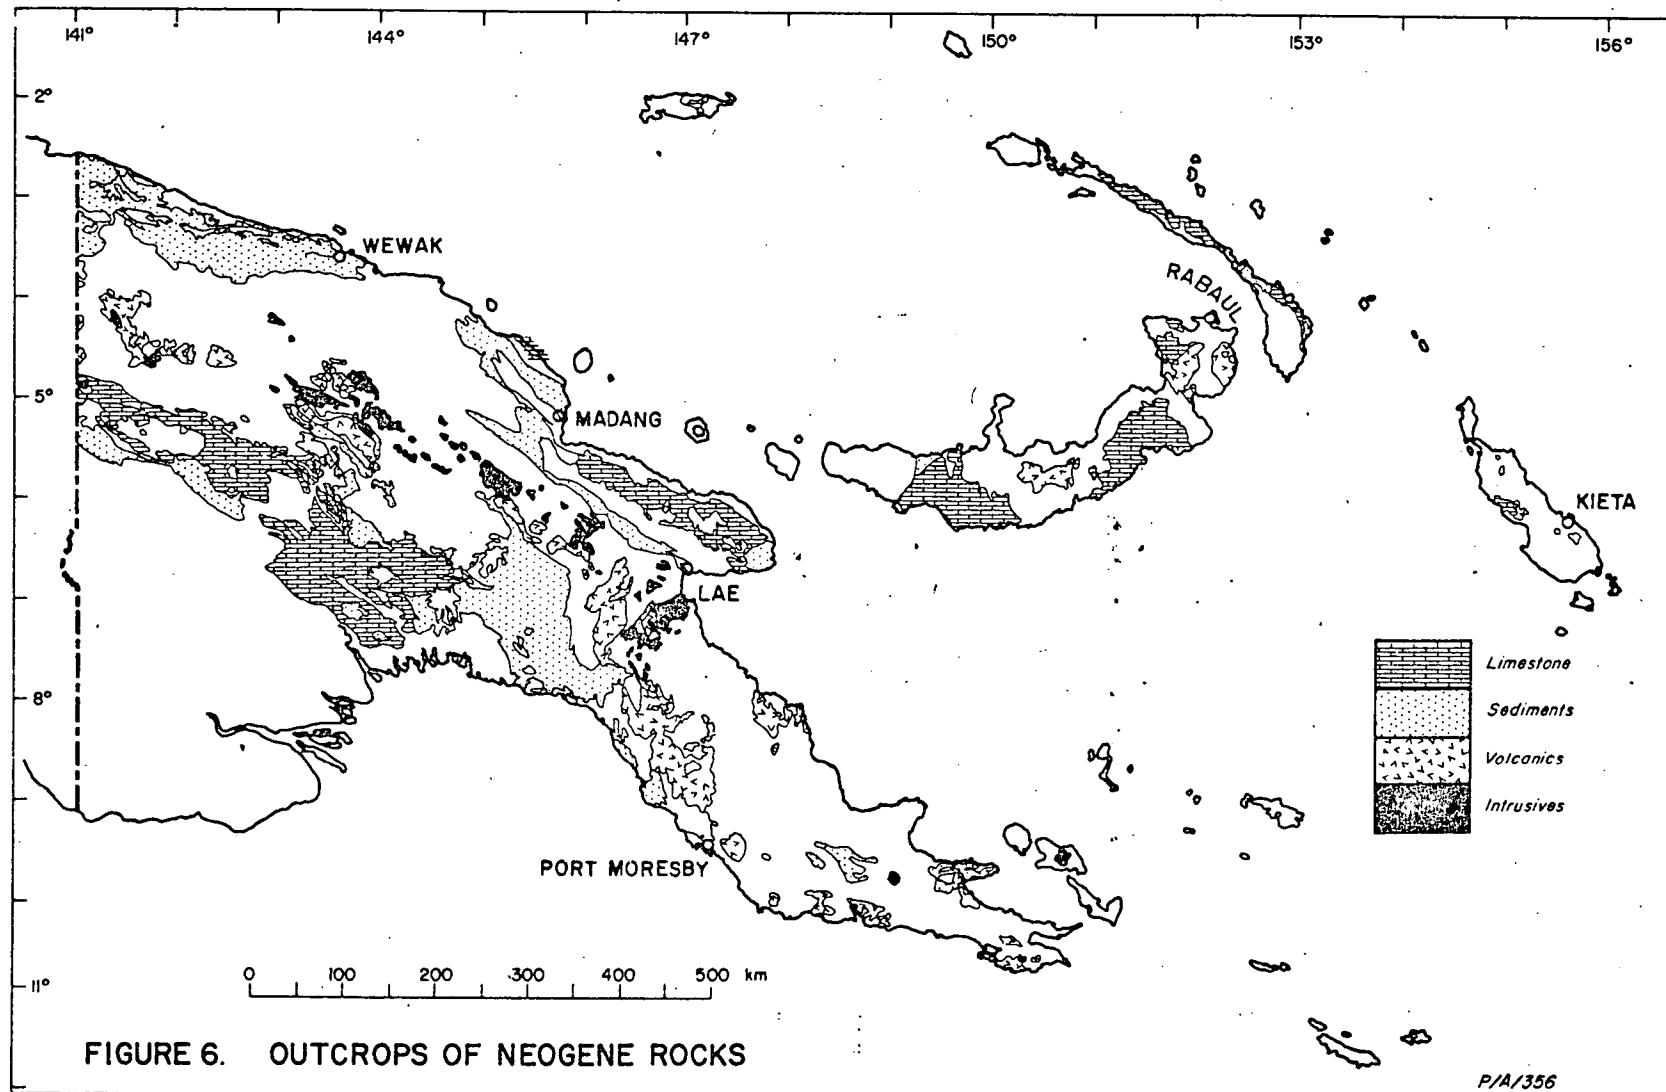 141° 144° 147° 150° 153° 156°
2°
WEWAK
RABAUL
5°
MADANG
KIETA
LAE
Limestone
8°
Sediments
Volcanics
Intrusives
PORT MORESBY
0 100 200 300 400 500 km
11°
FIGURE 6. OUTCROPS OF NEOGENE ROCKS
P/A/356